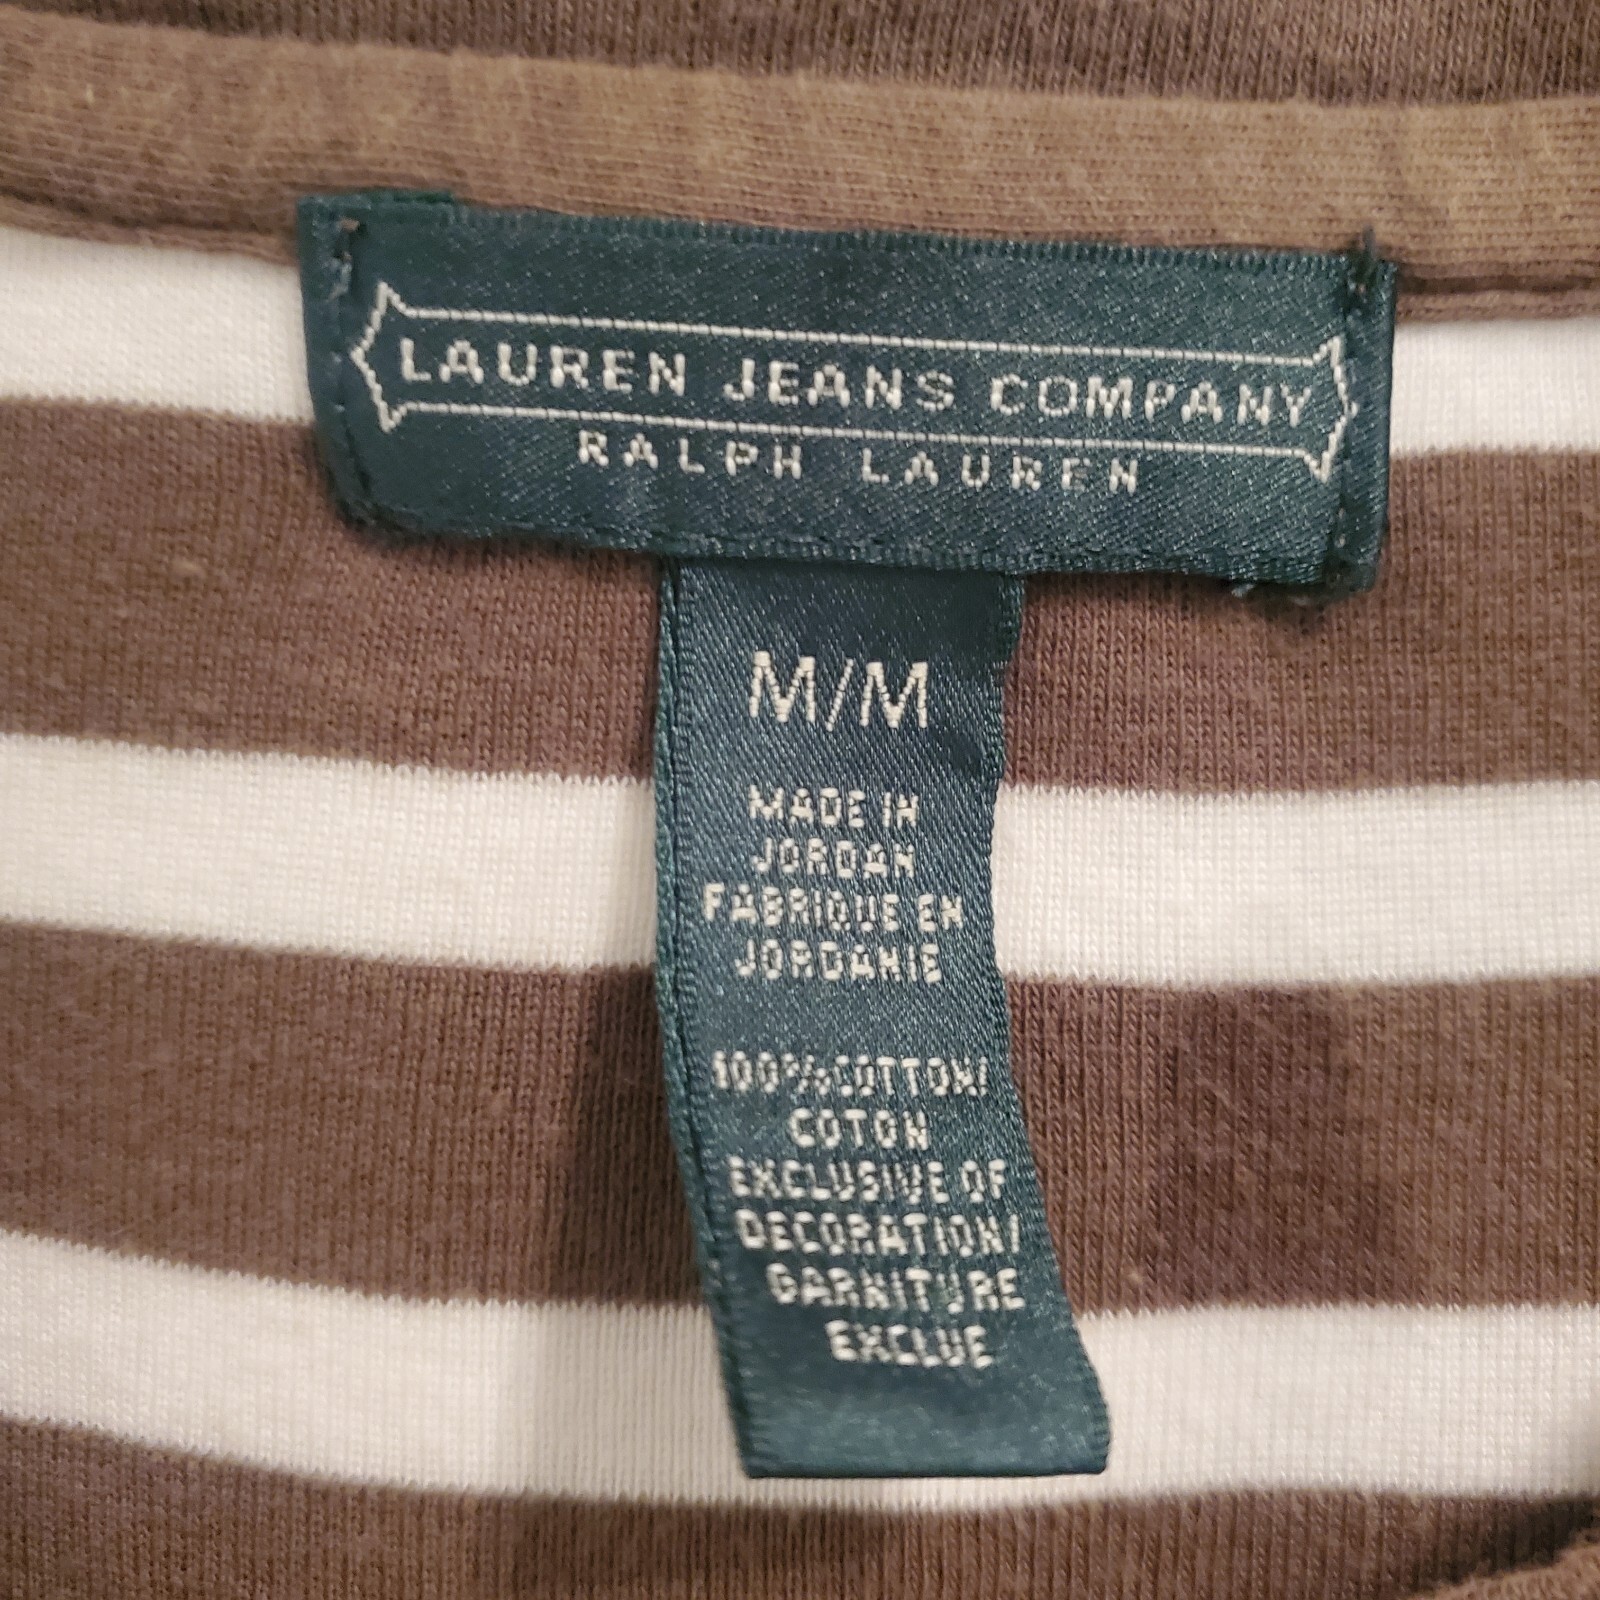 LAUREN JEANS COMPANY
RALPH LAUREN
M/M
MADE IN
JORDAN
FABRIQUE EN
JORDANIE
100% COTTON/
COTON
EXCLUSIVE OF
DECORATION/
GARNITURE
EXCLUE